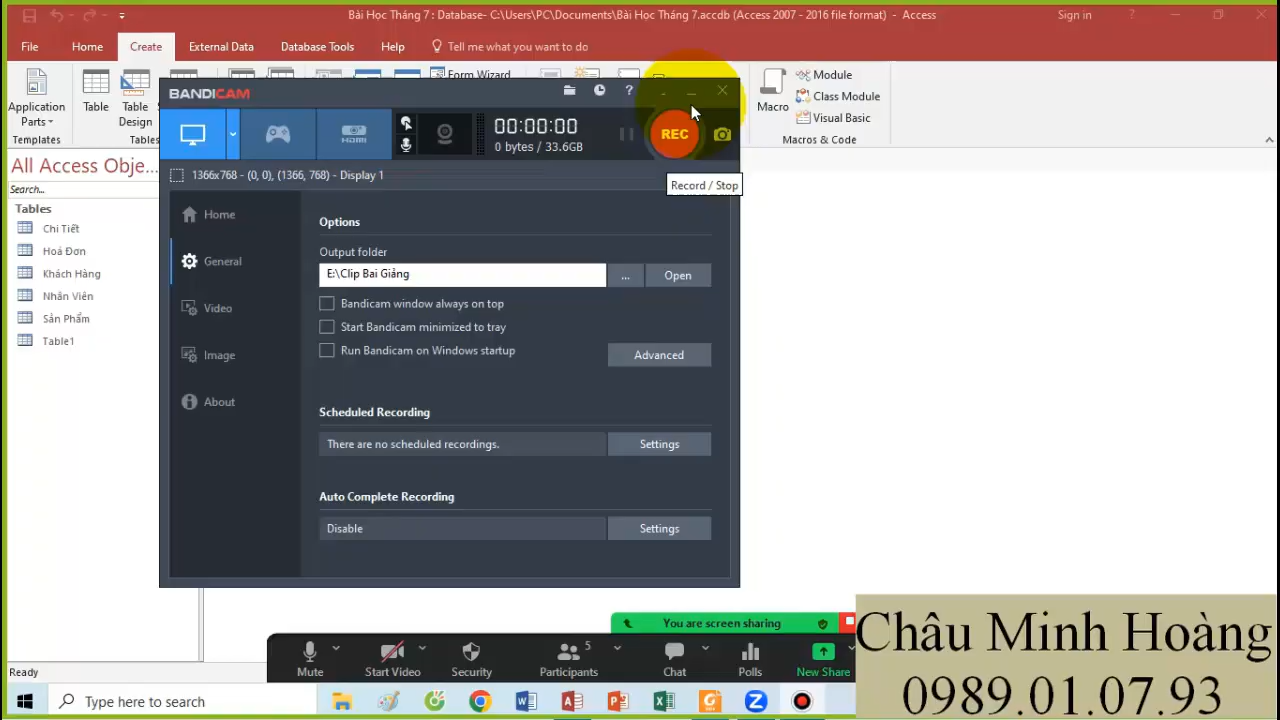 Bài Học Tháng 7 : Database- C:\Users\PC\Documents\Bài Học Tháng 7.accdb (Access 2007 - 2016 file format) - Access
Sign in
?
File
Home
Create
External Data
Database Tools
Help
Tell me what you want to do
Application
Parts
Templates
Table
Table
Design
Form Wizard
Macro
Module
Class Module
Visual Basic
Macros & Code
All Access Obje...
Search...
Tables
Chi Tiết
Hoá Đơn
Khách Hàng
Nhân Viên
Sản Phẩm
Table1
BANDICAM
?
HDMI
00:00:00
0 bytes / 33.6GB
REC
1366x768 - (0, 0), (1366, 768) - Display 1
Record / Stop
Home
General
Video
Image
About
Options
Output folder
E:\Clip Bai Giảng
...
Open
Bandicam window always on top
Start Bandicam minimized to tray
Run Bandicam on Windows startup
Advanced
Scheduled Recording
There are no scheduled recordings.
Settings
Auto Complete Recording
Disable
Settings
You are screen sharing
Mute
Start Video
Security
5
Participants
Chat
Polls
New Share
Ready
Type here to search
Châu Minh Hoàng
0989.01.07.93